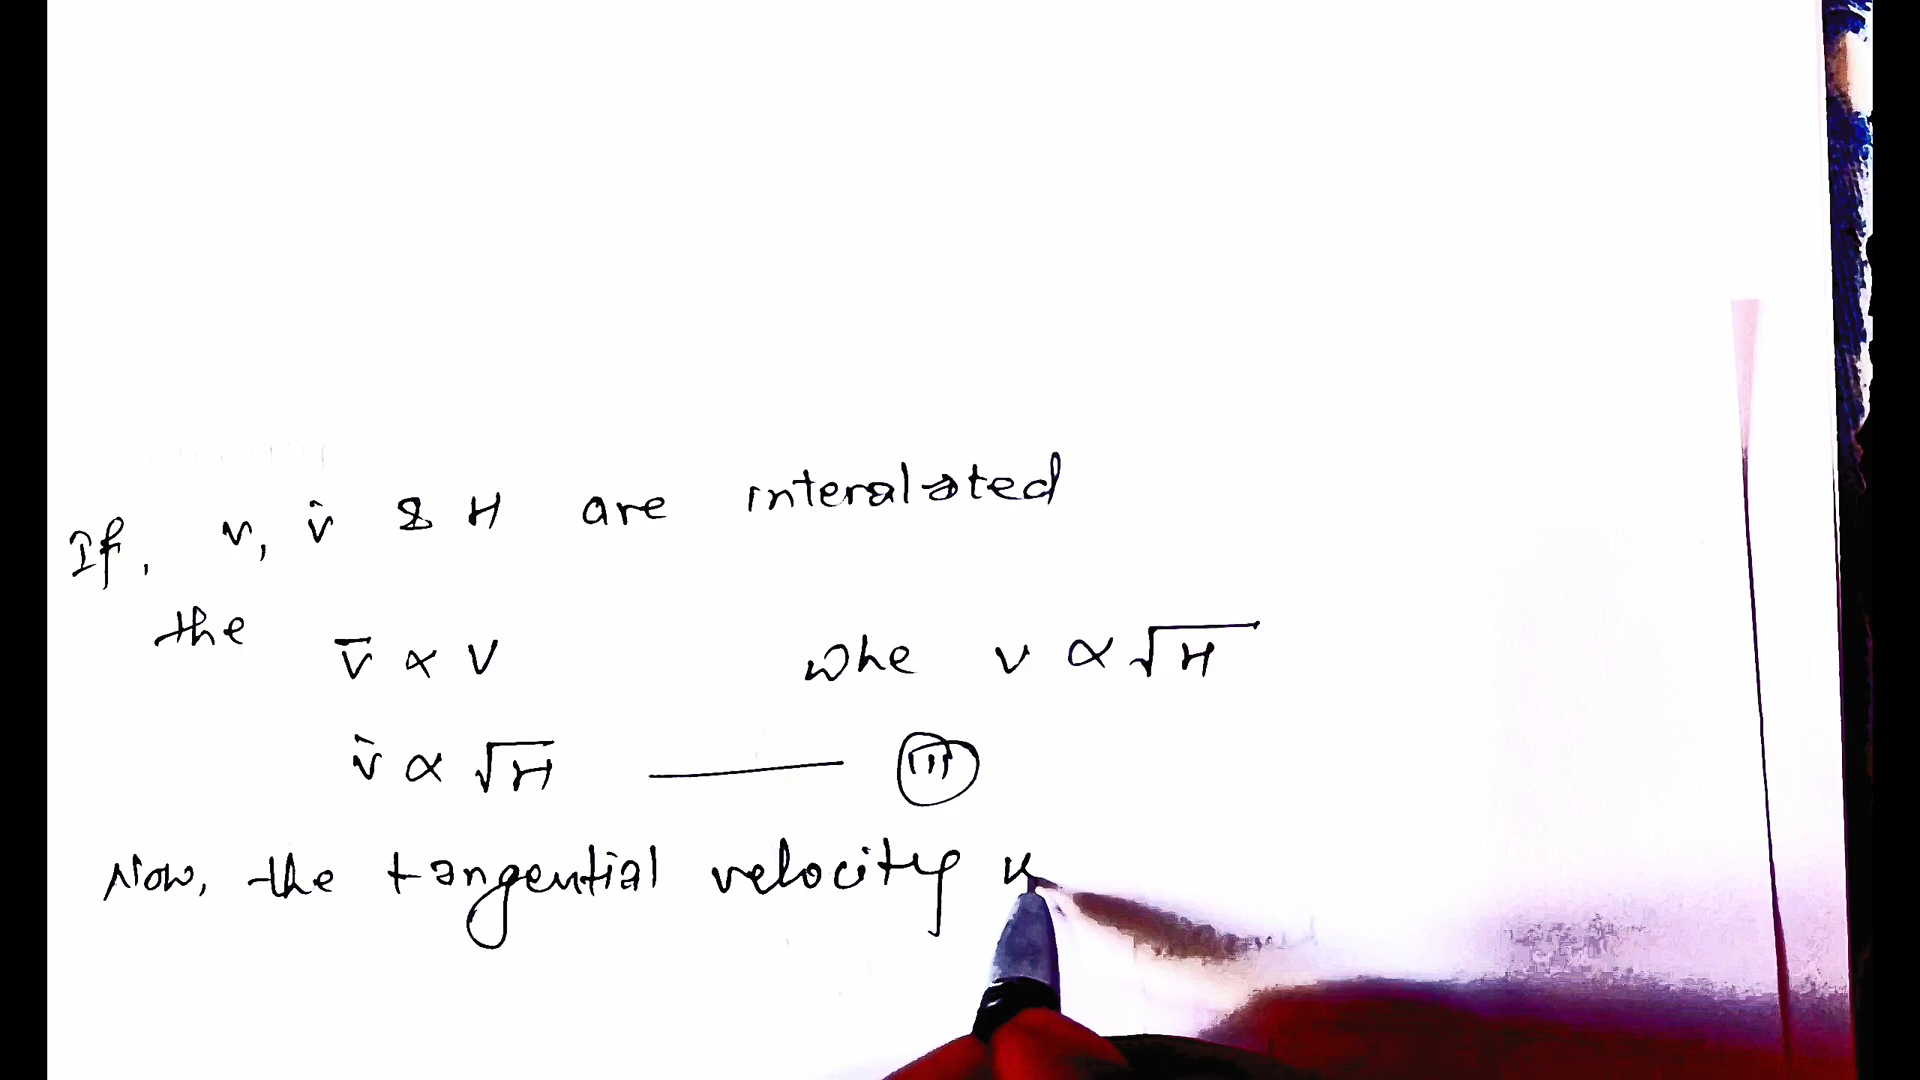 If, v, v̄ & H are interalated
the v̄ ∝ v whe v ∝ √H
v̄ ∝ √H —— (III)
Now, the tangential velocity u